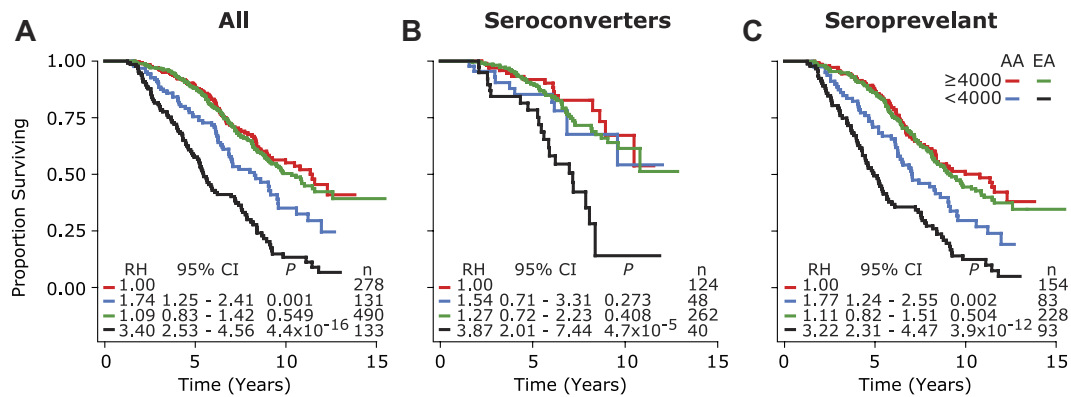 A All
B Seroconverters
C Seroprevelant
AA EA
≥4000
<4000
Proportion Surviving
1.00
0.75
0.50
0.25
0.00
RH 95% CI P n
1.00 278
1.74 1.25 - 2.41 0.001 131
1.09 0.83 - 1.42 0.549 490
3.40 2.53 - 4.56 4.4x10-16 133
0 5 10 15
Time (Years)
RH 95% CI P n
1.00 124
1.54 0.71 - 3.31 0.273 48
1.27 0.72 - 2.23 0.408 262
3.87 2.01 - 7.44 4.7x10-5 40
0 5 10 15
Time (Years)
RH 95% CI P n
1.00 154
1.77 1.24 - 2.55 0.002 83
1.11 0.82 - 1.51 0.504 228
3.22 2.31 - 4.47 3.9x10-12 93
0 5 10 15
Time (Years)